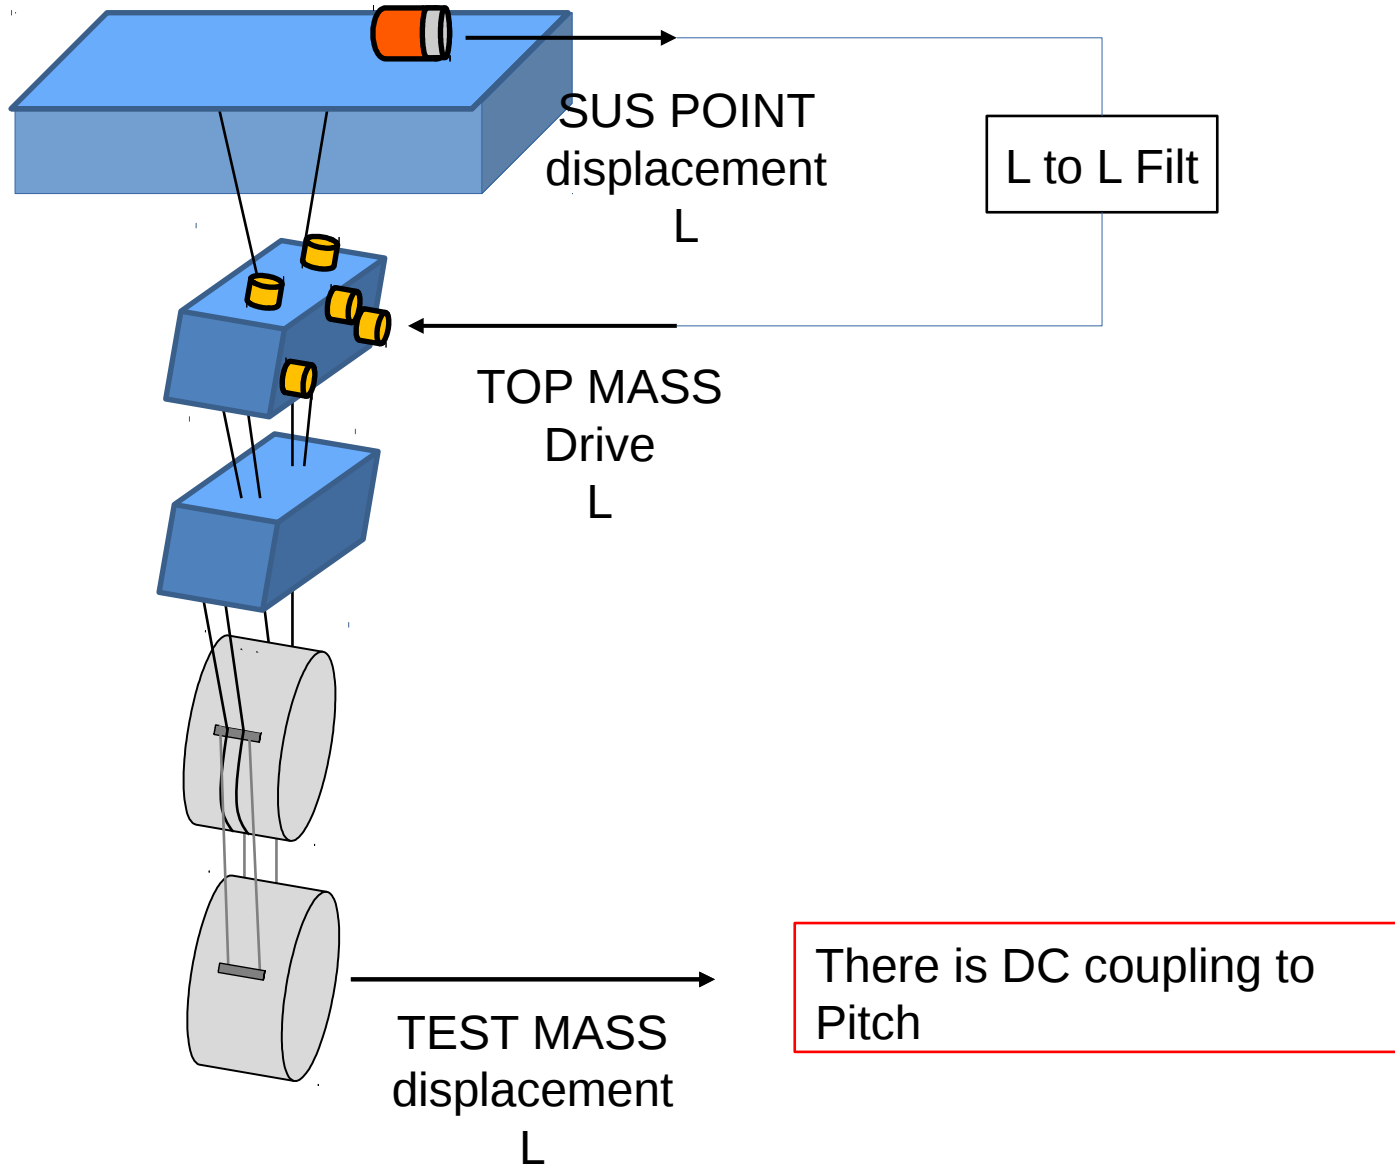 SUS POINT
displacement
L
L to L Filt
TOP MASS
Drive
L
TEST MASS
displacement
L
There is DC coupling to
Pitch